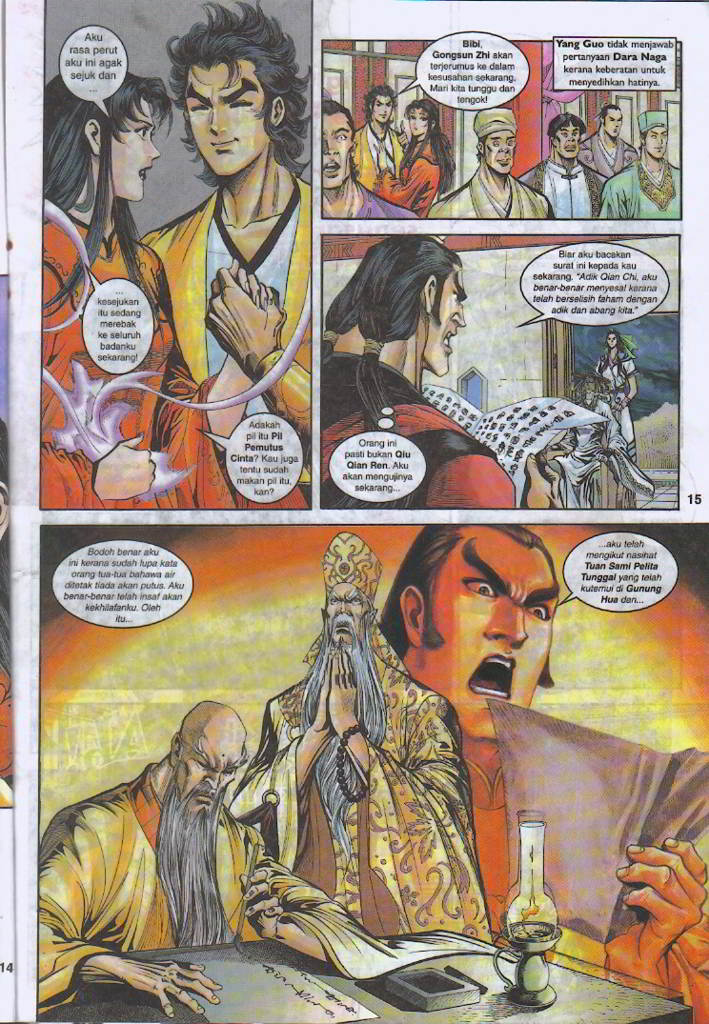 Aku
rasa perut
aku ini agak
sejuk dan
...
...
kesejukan
itu sedang
merebak
ke seluruh
badanku
sekarang!
Adakah
pil itu Pil
Pemutus
Cinta? Kau juga
tentu sudah
makan pil itu,
kan?
Bibi,
Gongsun Zhi akan
terjerumus ke dalam
kesusahan sekarang.
Mari kita tunggu dan
tengok!
Yang Guo tidak menjawab
pertanyaan Dara Naga
kerana keberatan untuk
menyedihkan hatinya.
Biar aku bacakan
surat ini kepada kau
sekarang. "Adik Qian Chi, aku
benar-benar menyesal kerana
telah berselisih faham dengan
adik dan abang kita."
Orang ini
pasti bukan Qiu
Qian Ren. Aku
akan mengujinya
sekarang...
15
Bodoh benar aku
ini kerana sudah lupa kata
orang tua-tua bahawa air
ditetak tiada akan putus. Aku
benar-benar telah insaf akan
kekhilafanku. Oleh
itu...
...aku telah
mengikut nasihat
Tuan Sami Pelita
Tunggal yang telah
kutemui di Gunung
Hua dan...
14